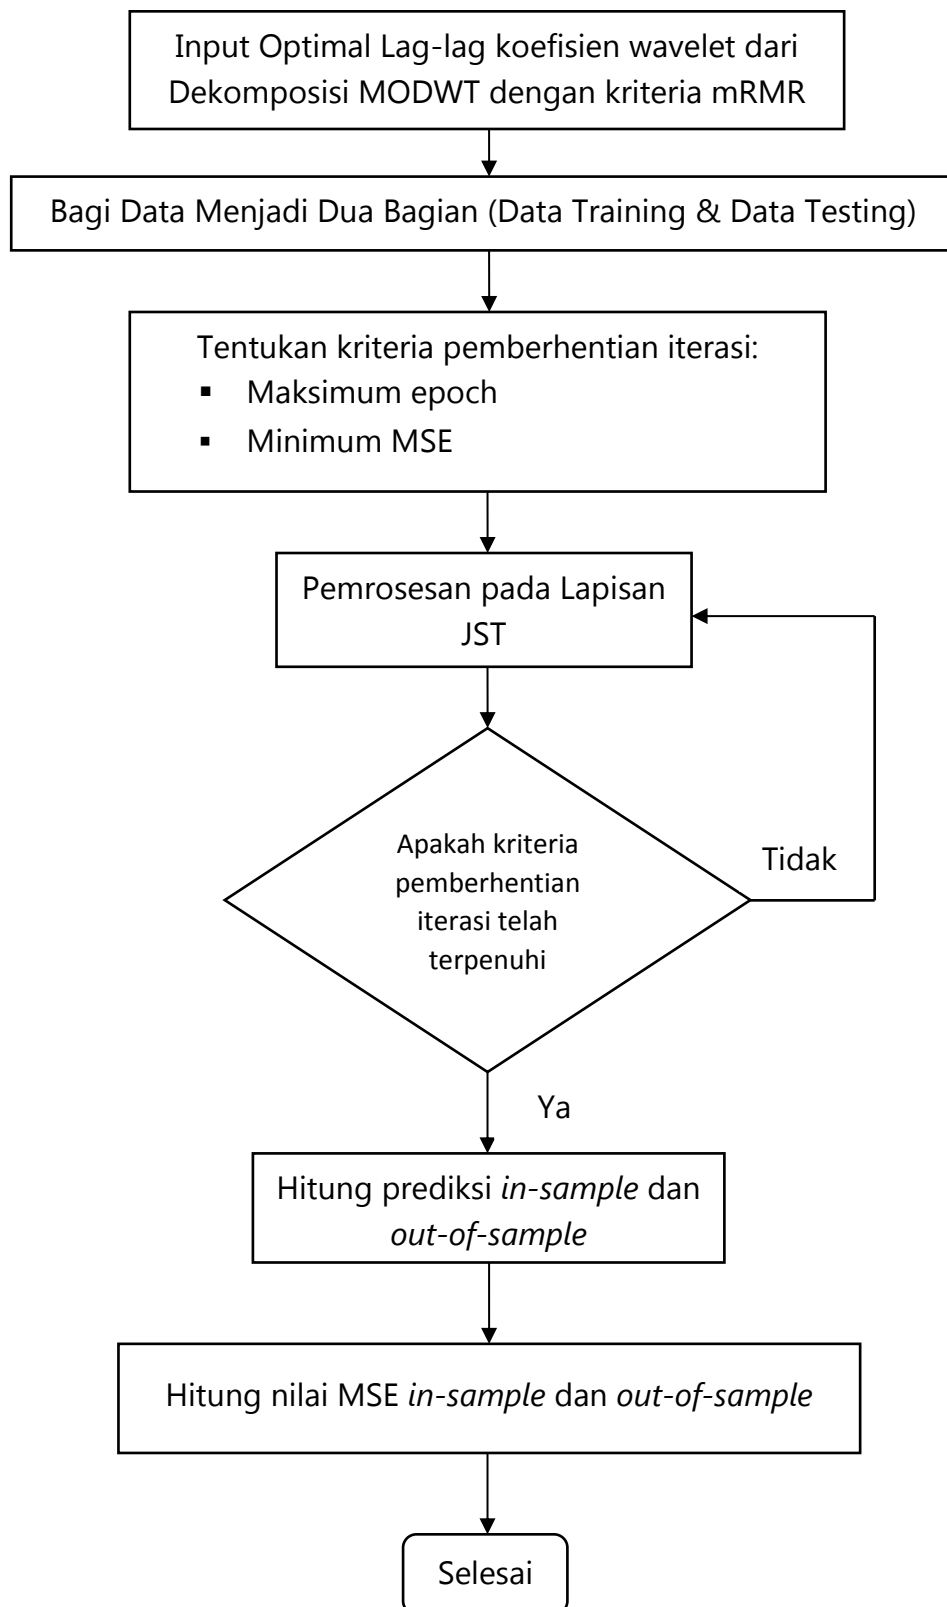 Input Optimal Lag-lag koefisien wavelet dari
Dekomposisi MODWT dengan kriteria mRMR
Bagi Data Menjadi Dua Bagian (Data Training & Data Testing)
Tentukan kriteria pemberhentian iterasi:
▪ Maksimum epoch
▪ Minimum MSE
Pemrosesan pada Lapisan
JST
Apakah kriteria
pemberhentian
iterasi telah
terpenuhi
Tidak
Ya
Hitung prediksi in-sample dan
out-of-sample
Hitung nilai MSE in-sample dan out-of-sample
Selesai